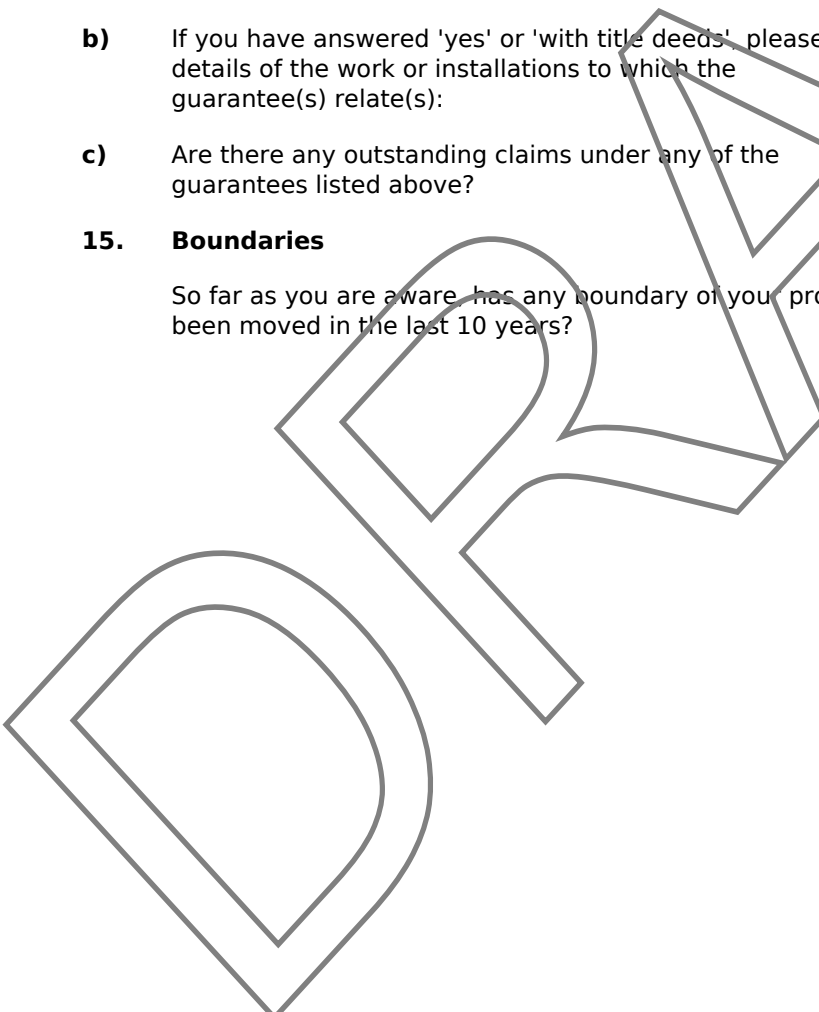 b) If you have answered 'yes' or 'with title deeds', please
details of the work or installations to which the
guarantee(s) relate(s):
c) Are there any outstanding claims under any of the
guarantees listed above?
15. Boundaries
So far as you are aware, has any boundary of your pro
been moved in the last 10 years?
DRA